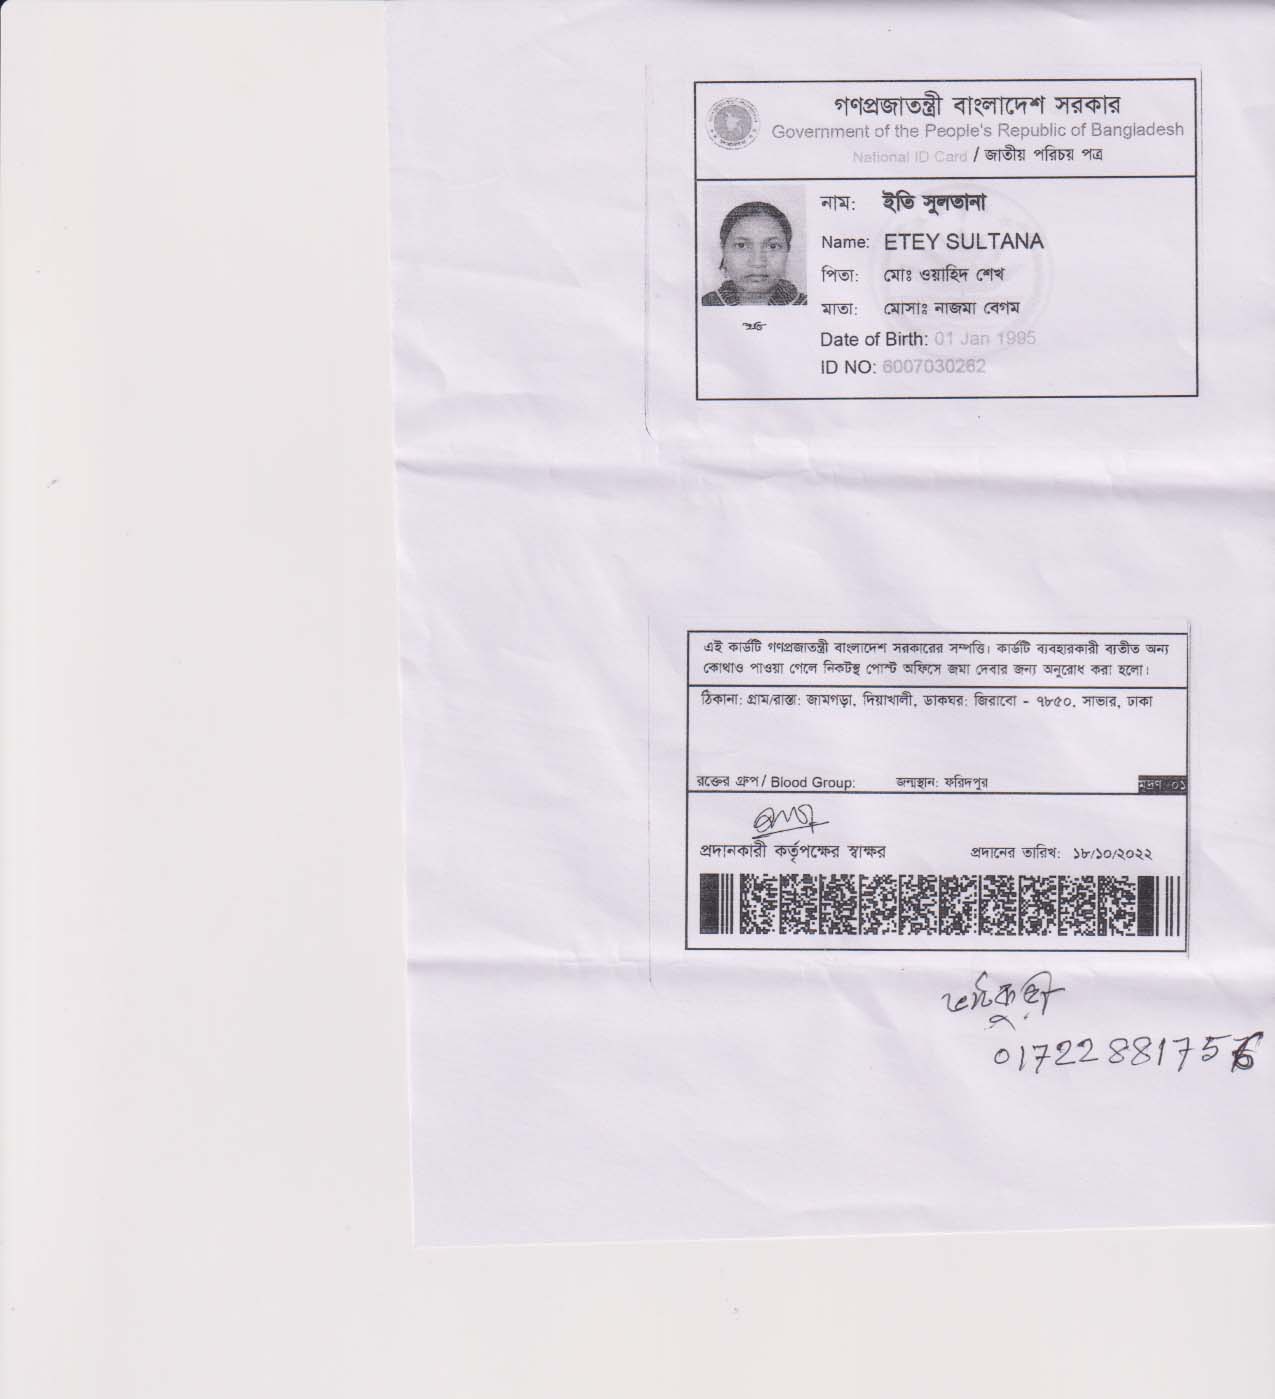 গণপ্রজাতন্ত্রী বাংলাদেশ সরকার
Government of the People's Republic of Bangladesh
National ID Card / জাতীয় পরিচয় পত্র
নাম: ইতি সুলতানা
Name: ETEY SULTANA
পিতা: মোঃ ওয়াহিদ শেখ
মাতা: মোসাঃ নাজমা বেগম
ইতি
Date of Birth: 01 Jan 1995
ID NO: 6007030262
এই কার্ডটি গণপ্রজাতন্ত্রী বাংলাদেশ সরকারের সম্পত্তি। কার্ডটি ব্যবহারকারী ব্যতীত অন্য
কোথাও পাওয়া গেলে নিকটস্থ পোস্ট অফিসে জমা দেবার জন্য অনুরোধ করা হলো।
ঠিকানা: গ্রাম/রাস্তা: জামগড়া, দিয়াখালী, ডাকঘর: জিরাবো - ৭৮৫০, সাভার, ঢাকা
রক্তের গ্রুপ / Blood Group: জন্মস্থান: ফরিদপুর মুদ্রণ: ০১
প্রদানকারী কর্তৃপক্ষের স্বাক্ষর প্রদানের তারিখ: ১৮/১০/২০২২
0172288175